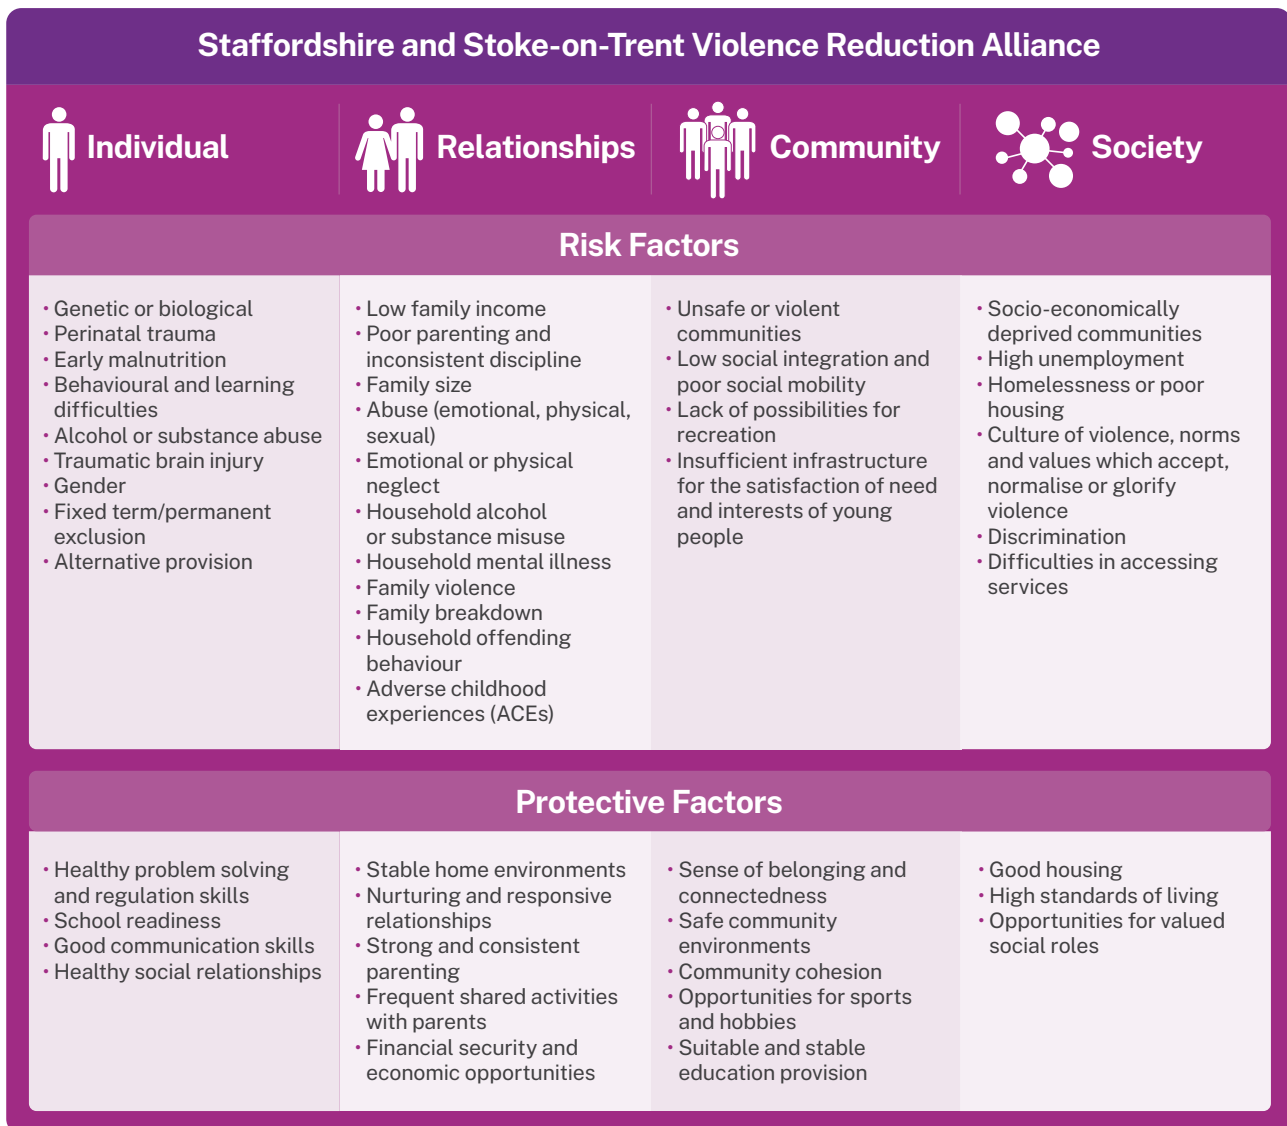 Staffordshire and Stoke-on-Trent Violence Reduction Alliance
Individual
Relationships
Community
Society
Risk Factors
• Genetic or biological
• Perinatal trauma
• Early malnutrition
• Behavioural and learning
difficulties
• Alcohol or substance abuse
• Traumatic brain injury
• Gender
• Fixed term/permanent
exclusion
• Alternative provision
• Low family income
• Poor parenting and
inconsistent discipline
• Family size
• Abuse (emotional, physical,
sexual)
• Emotional or physical
neglect
• Household alcohol
or substance misuse
• Household mental illness
• Family violence
• Family breakdown
• Household offending
behaviour
• Adverse childhood
experiences (ACEs)
• Unsafe or violent
communities
• Low social integration and
poor social mobility
• Lack of possibilities for
recreation
• Insufficient infrastructure
for the satisfaction of need
and interests of young
people
• Socio-economically
deprived communities
• High unemployment
• Homelessness or poor
housing
• Culture of violence, norms
and values which accept,
normalise or glorify
violence
• Discrimination
• Difficulties in accessing
services
Protective Factors
• Healthy problem solving
and regulation skills
• School readiness
• Good communication skills
• Healthy social relationships
• Stable home environments
• Nurturing and responsive
relationships
• Strong and consistent
parenting
• Frequent shared activities
with parents
• Financial security and
economic opportunities
• Sense of belonging and
connectedness
• Safe community
environments
• Community cohesion
• Opportunities for sports
and hobbies
• Suitable and stable
education provision
• Good housing
• High standards of living
• Opportunities for valued
social roles